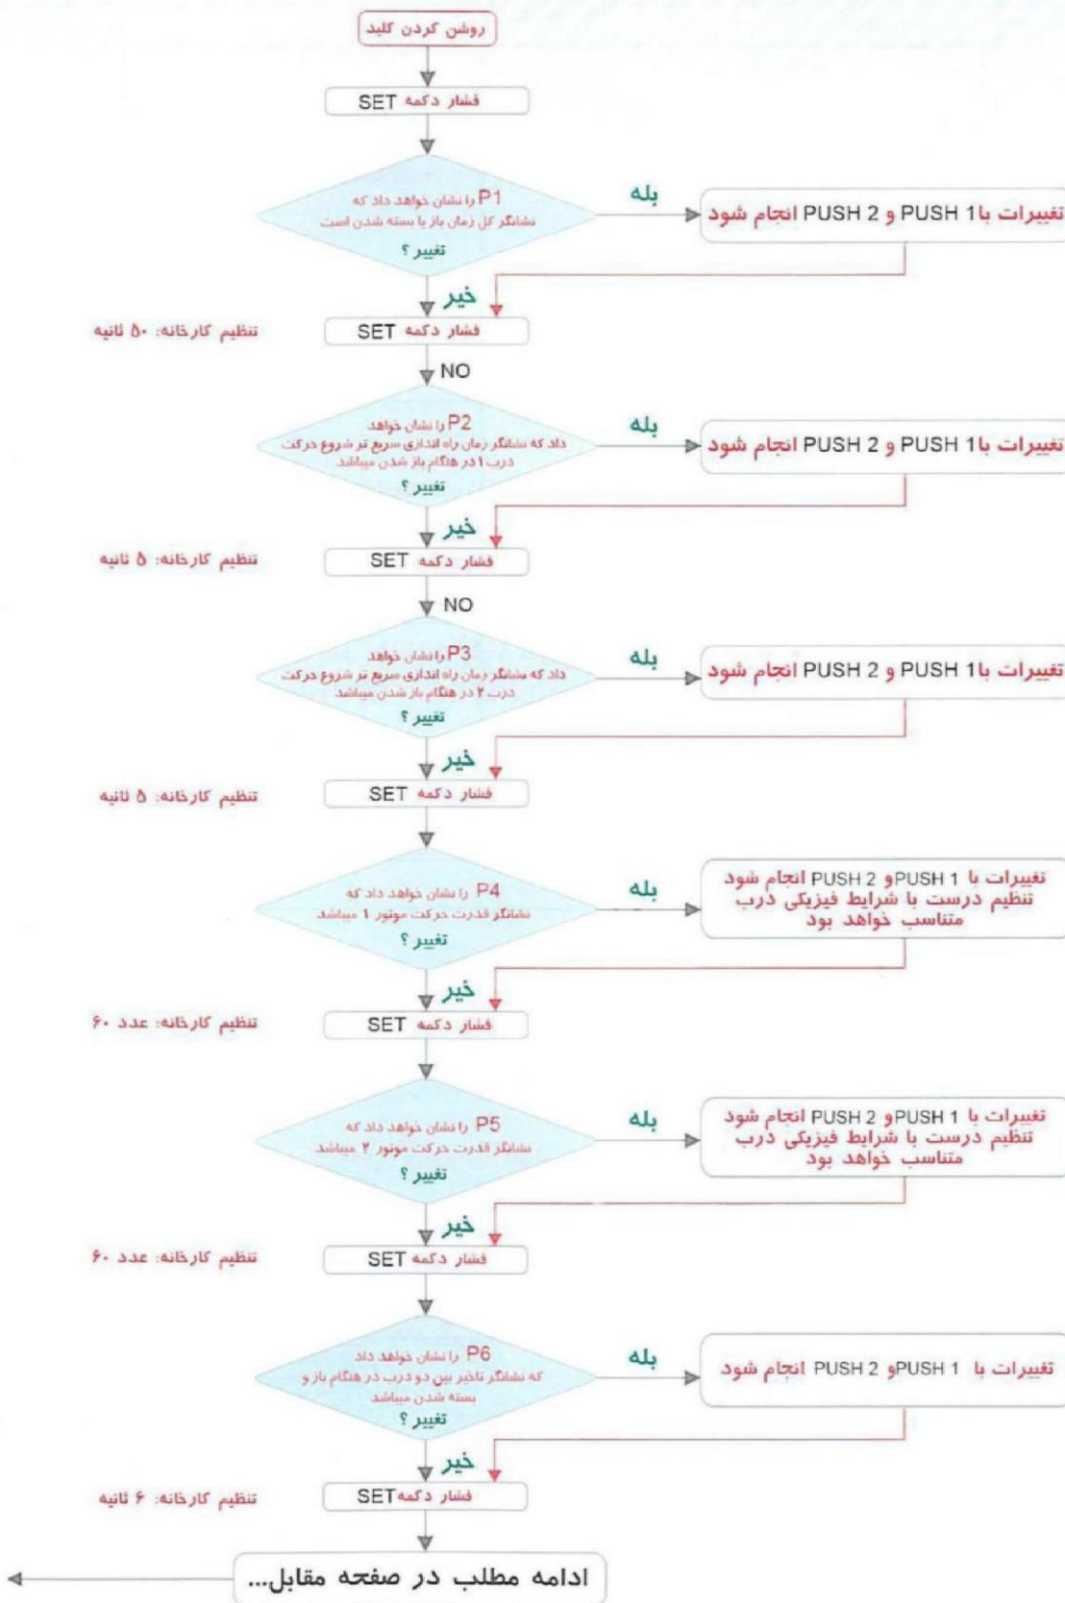 روشن کردن کلید
فشار دکمه SET
P1 را نشان خواهد داد که
نشانگر کل زمان باز یا بسته شدن است
تغییر ؟
بله
تغییرات با PUSH 1 و PUSH 2 انجام شود
خیر
فشار دکمه SET
تنظیم کارخانه: ۵۰ ثانیه
NO
P2 را نشان خواهد
داد که نشانگر زمان راه اندازی سریع تر شروع حرکت
درب ۱ در هنگام باز شدن میباشد
تغییر ؟
بله
تغییرات با PUSH 1 و PUSH 2 انجام شود
خیر
فشار دکمه SET
تنظیم کارخانه: ۵ ثانیه
NO
P3 را نشان خواهد
داد که نشانگر زمان راه اندازی سریع تر شروع حرکت
درب ۲ در هنگام باز شدن میباشد
تغییر ؟
بله
تغییرات با PUSH 1 و PUSH 2 انجام شود
خیر
فشار دکمه SET
تنظیم کارخانه: ۵ ثانیه
P4 را نشان خواهد داد که
نشانگر قدرت حرکت موتور ۱ میباشد
تغییر ؟
بله
تغییرات با PUSH 1 و PUSH 2 انجام شود
تنظیم درست با شرایط فیزیکی درب
متناسب خواهد بود
خیر
فشار دکمه SET
تنظیم کارخانه: عدد ۶۰
P5 را نشان خواهد داد که
نشانگر قدرت حرکت موتور ۲ میباشد
تغییر ؟
بله
تغییرات با PUSH 1 و PUSH 2 انجام شود
تنظیم درست با شرایط فیزیکی درب
متناسب خواهد بود
خیر
فشار دکمه SET
تنظیم کارخانه: عدد ۶۰
P6 را نشان خواهد داد
که نشانگر تاخیر بین دو درب در هنگام باز و
بسته شدن میباشد
تغییر ؟
بله
تغییرات با PUSH 1 و PUSH 2 انجام شود
خیر
فشار دکمه SET
تنظیم کارخانه: ۶ ثانیه
ادامه مطلب در صفحه مقابل...